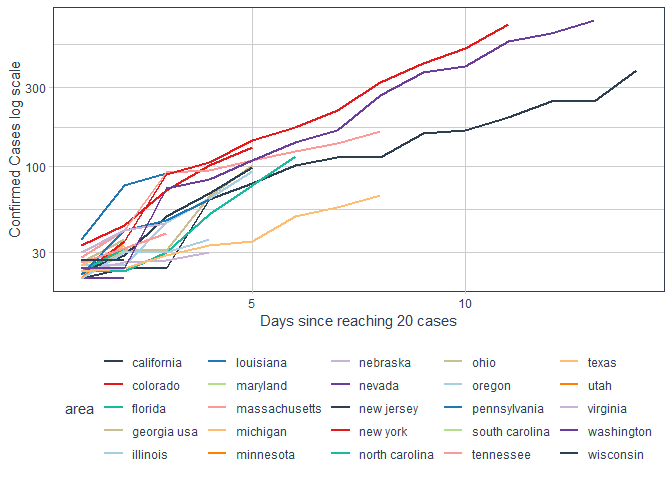 Confirmed Cases log scale
300
100
30
5 10
Days since reaching 20 cases
area
california louisiana nebraska ohio texas
colorado maryland nevada oregon utah
florida massachusetts new jersey pennsylvania virginia
georgia usa michigan new york south carolina washington
illinois minnesota north carolina tennessee wisconsin